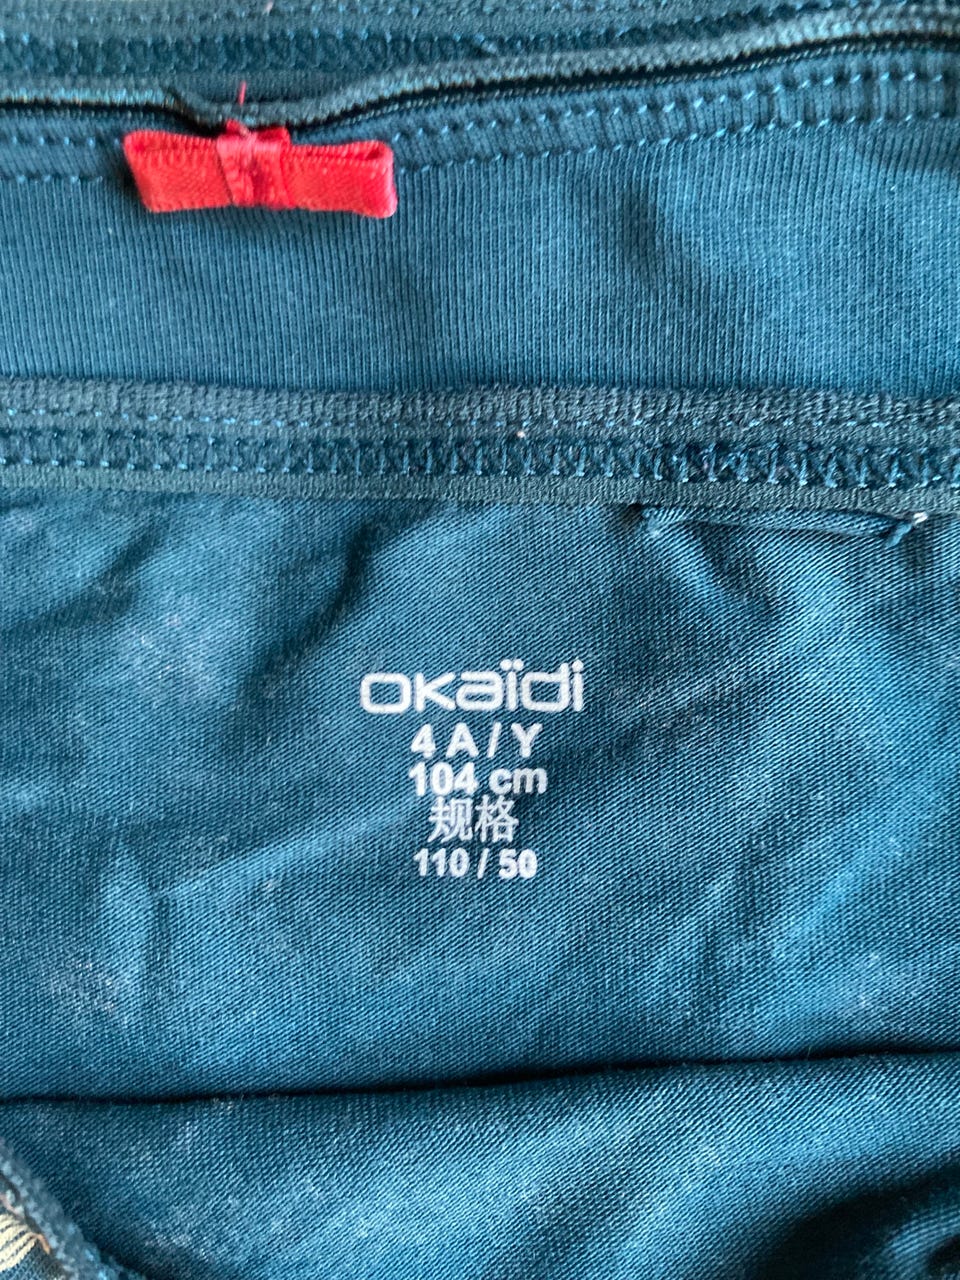 okaïdi
4 A / Y
104 cm
规格
110 / 50